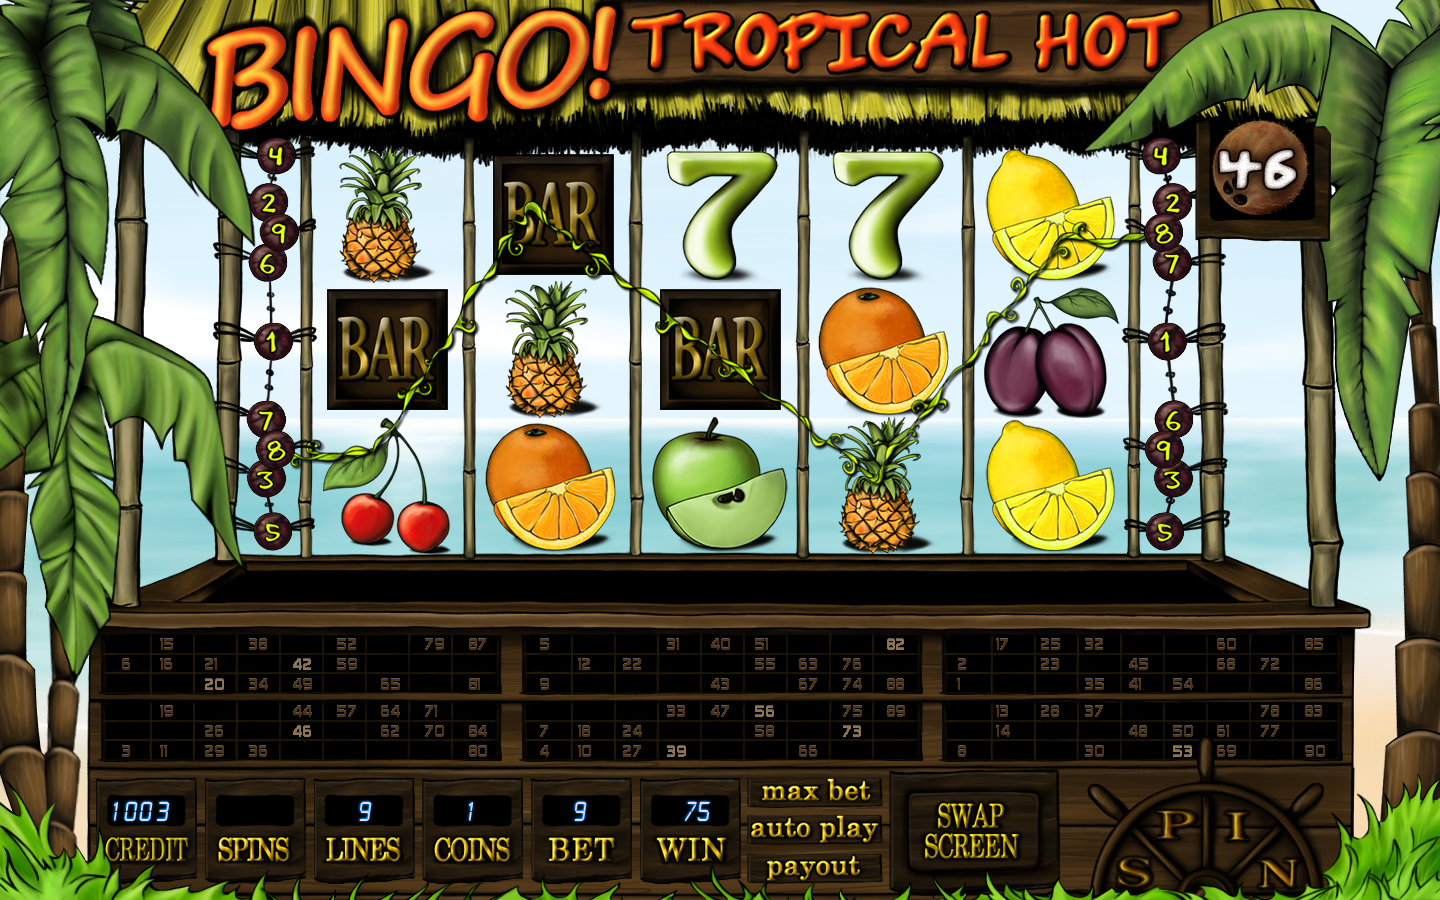 BINGO! TROPICAL HOT
4 4 46
2 BAR 7 7 2
9 8
6 7
1 BAR BAR 1
7 6
8 9
3 3
5 5
15 38 52 79 87 5 31 40 51 82 17 25 32 60 85
6 16 21 42 59 12 22 55 63 76 2 23 45 68 72
20 34 49 65 81 9 43 67 74 88 1 35 41 54 86
19 44 57 64 71 33 47 56 75 89 13 28 37 78 83
26 46 62 70 84 7 18 24 58 73 14 48 50 61 77
3 11 29 36 80 4 10 27 39 66 8 30 53 69 90
1003 9 1 9 75
CREDIT SPINS LINES COINS BET WIN
max bet
auto play
payout
SWAP
SCREEN
SPIN